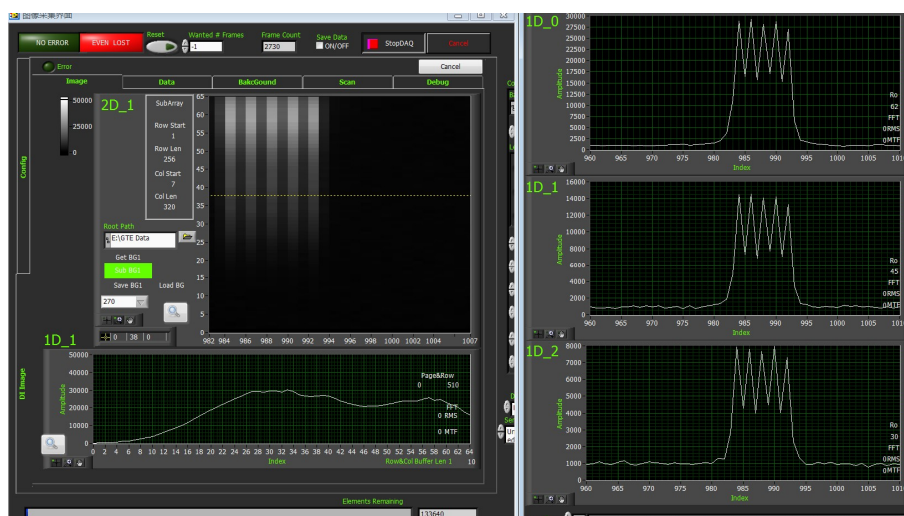 图像采集界面
NO ERROR
EVEN LOST
Reset
Wanted # Frames
-1
Frame Count
2730
Save Data
ON/OFF
StopDAQ
Cancel
Error
Cancel
Image
Data
BakcGound
Scan
Debug
Config
DI Image
50000
25000
0
2D_1
SubArray
Row Start
1
Row Len
256
Col Start
7
Col Len
320
Root Path
E:\GTE Data
Get BG1
Sub BG1
Save BG1
Load BG
270
0 38 0
65
60
55
50
45
40
35
30
25
20
15
10
5
0
982 984 986 988 990 992 994 996 998 1000 1002 1004 1007
1D_1
Amplitude
50000
40000
30000
20000
10000
0
Page&Row
0 510
FFT
0 RMS
0 MTF
0 2 4 6 8 10 12 14 16 18 20 22 24 26 28 30 32 34 36 38 40 42 44 46 48 50 52 54 56 58 60 62 64
Index
Row&Col Buffer Len 1
10
Elements Remaining
133640
1D_0
Amplitude
30000
27500
25000
22500
20000
17500
15000
12500
10000
7500
5000
2500
0
Ro
62
FFT
0RMS
0MTF
960 965 970 975 980 985 990 995 1000 1005 101
Index
1D_1
Amplitude
16000
14000
12000
10000
8000
6000
4000
2000
0
Ro
45
FFT
0RMS
0MTF
960 965 970 975 980 985 990 995 1000 1005 101
Index
1D_2
Amplitude
8000
7000
6000
5000
4000
3000
2000
1000
0
Ro
30
FFT
0RMS
0MTF
960 965 970 975 980 985 990 995 1000 1005 101
Index